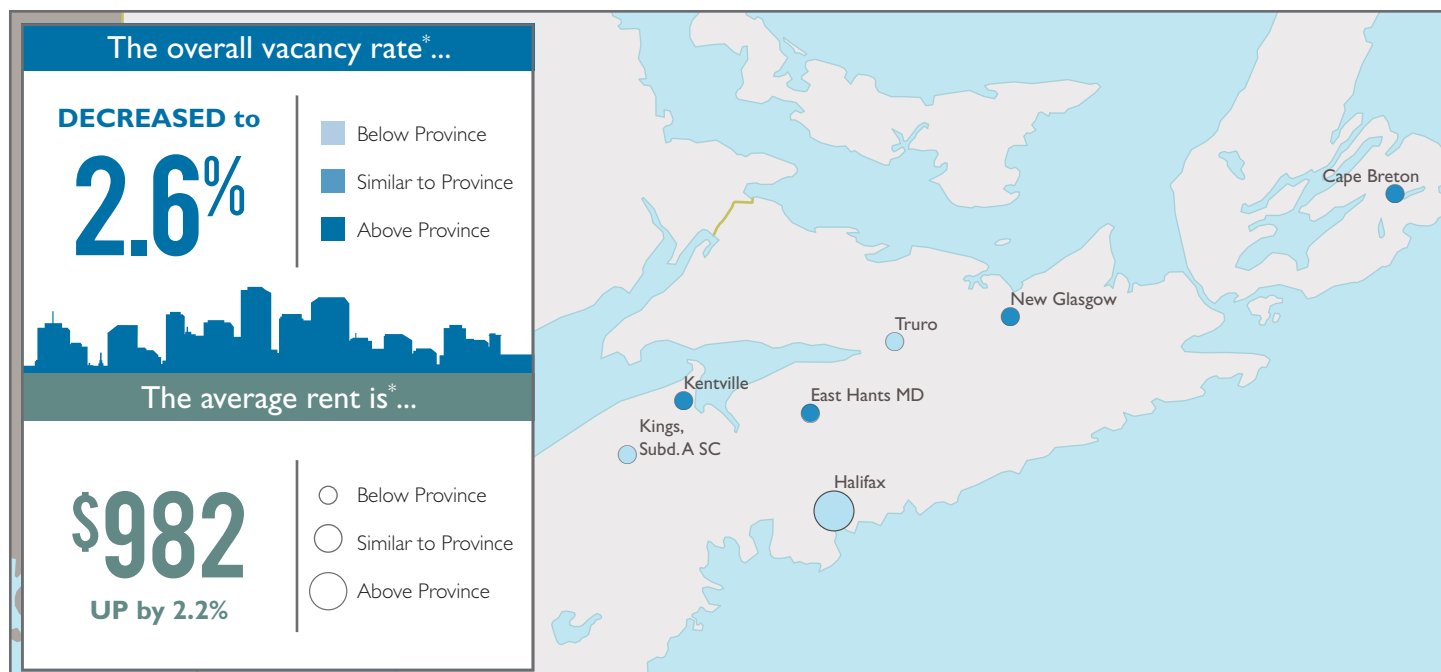 The overall vacancy rate*...
DECREASED to
2.6%
Below Province
Similar to Province
Above Province
The average rent is*...
$982
UP by 2.2%
Below Province
Similar to Province
Above Province
Cape Breton
New Glasgow
Truro
Kentville
East Hants MD
Kings,
Subd. A SC
Halifax